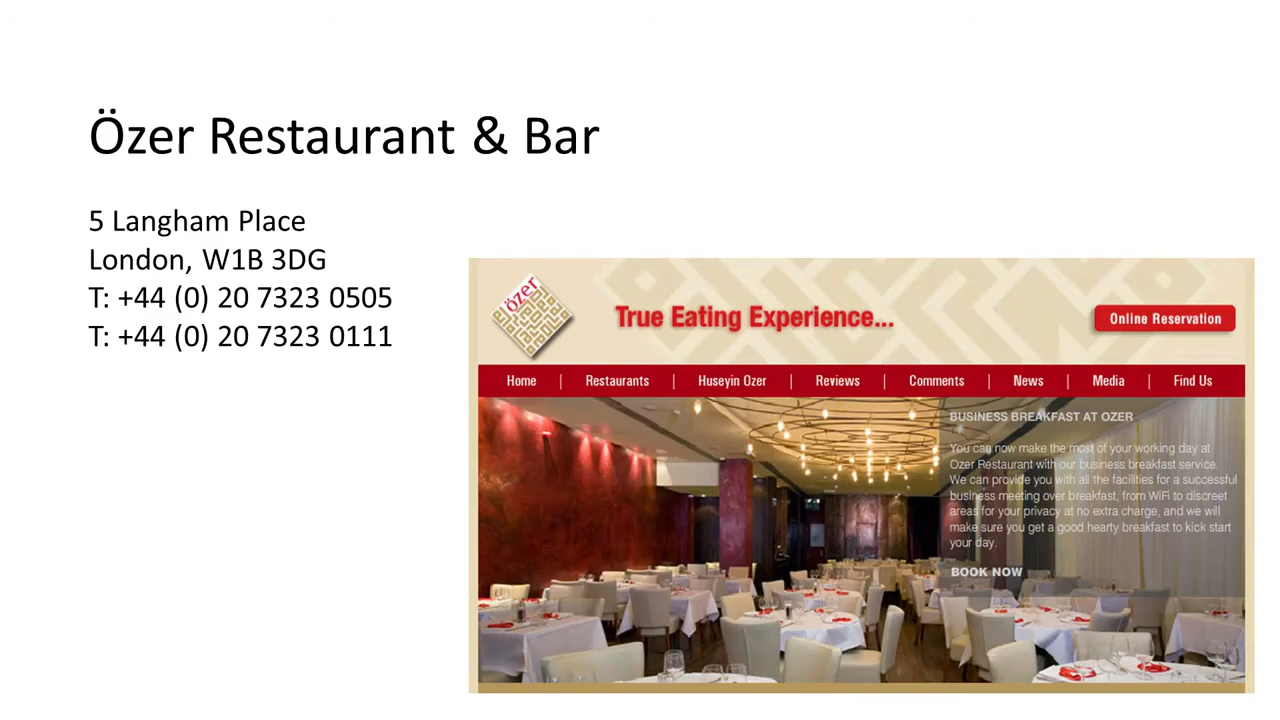 Özer Restaurant & Bar
5 Langham Place
London, W1B 3DG
T: +44 (0) 20 7323 0505
T: +44 (0) 20 7323 0111
özer
True Eating Experience...
Online Reservation
Home | Restaurants | Huseyin Ozer | Reviews | Comments | News | Media | Find Us
BUSINESS BREAKFAST AT OZER
You can now make the most of your working day at
Ozer Restaurant with our business breakfast service.
We can provide you with all the facilities for a successful
business meeting over breakfast, from WiFi to discreet
areas for your privacy at no extra charge, and we will
make sure you get a good hearty breakfast to kick start
your day.
BOOK NOW